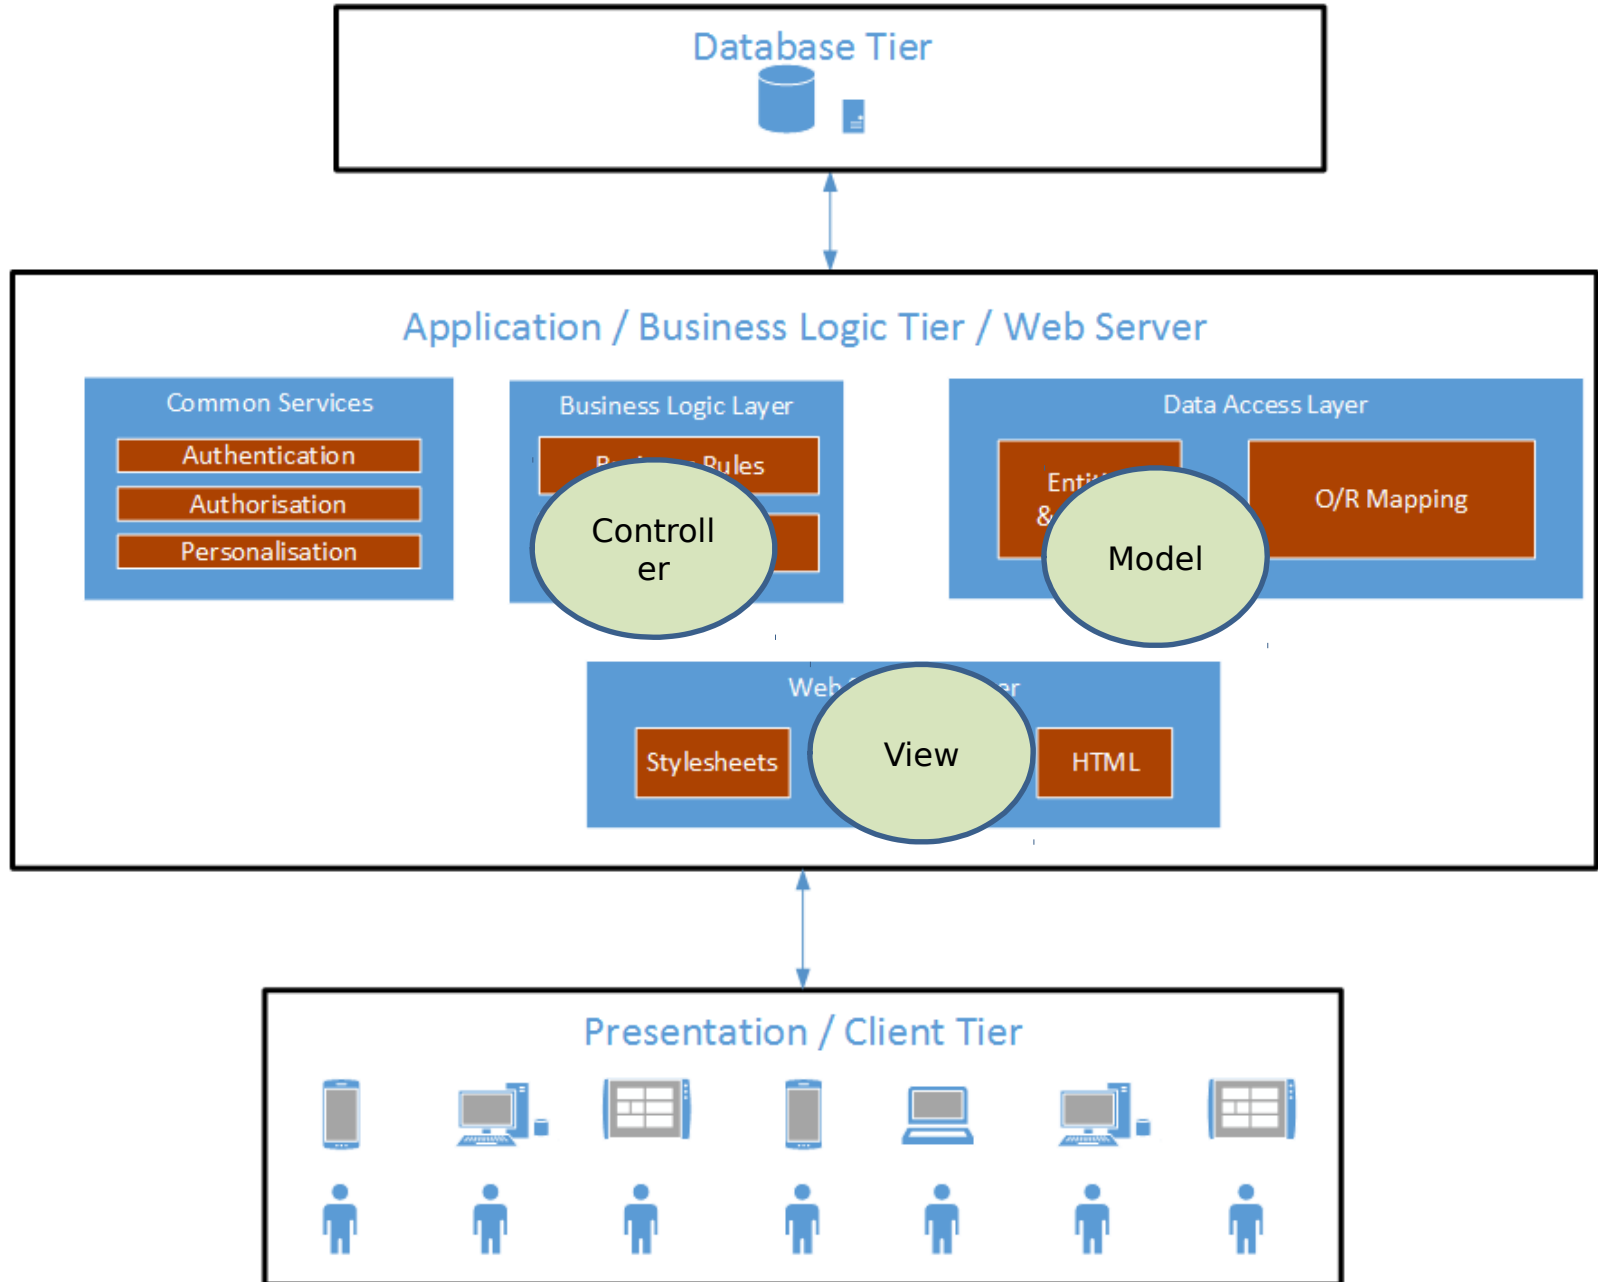 Database Tier
Application / Business Logic Tier / Web Server
Common Services
Authentication
Authorisation
Personalisation
Business Logic Layer
Rules
Controll
er
Data Access Layer
&
O/R Mapping
Model
Web
Stylesheets
View
HTML
Presentation / Client Tier